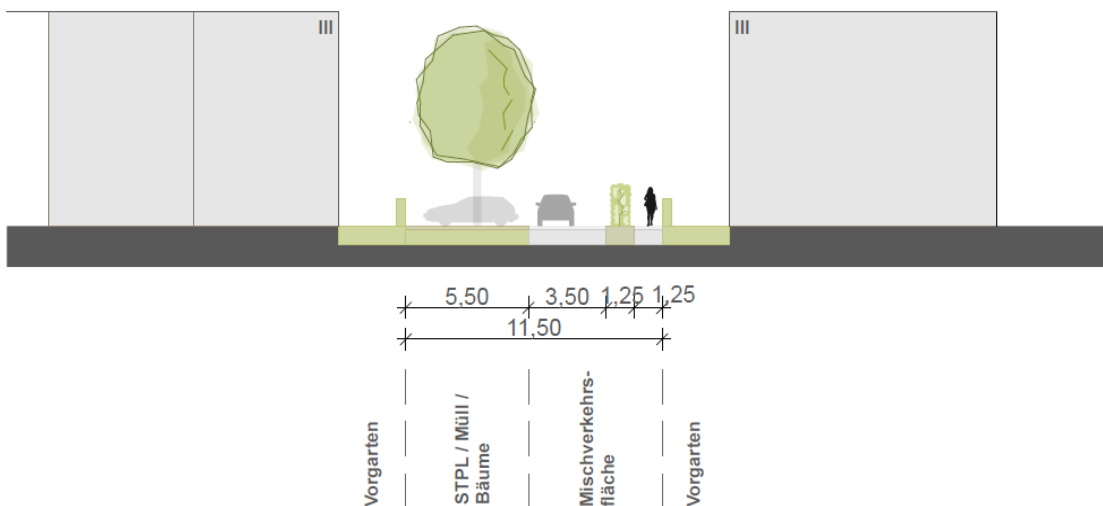 III
III
5,50
3,50
1,25
1,25
11,50
Vorgarten
STPL / Müll /
Bäume
Mischverkehrs-
fläche
Vorgarten